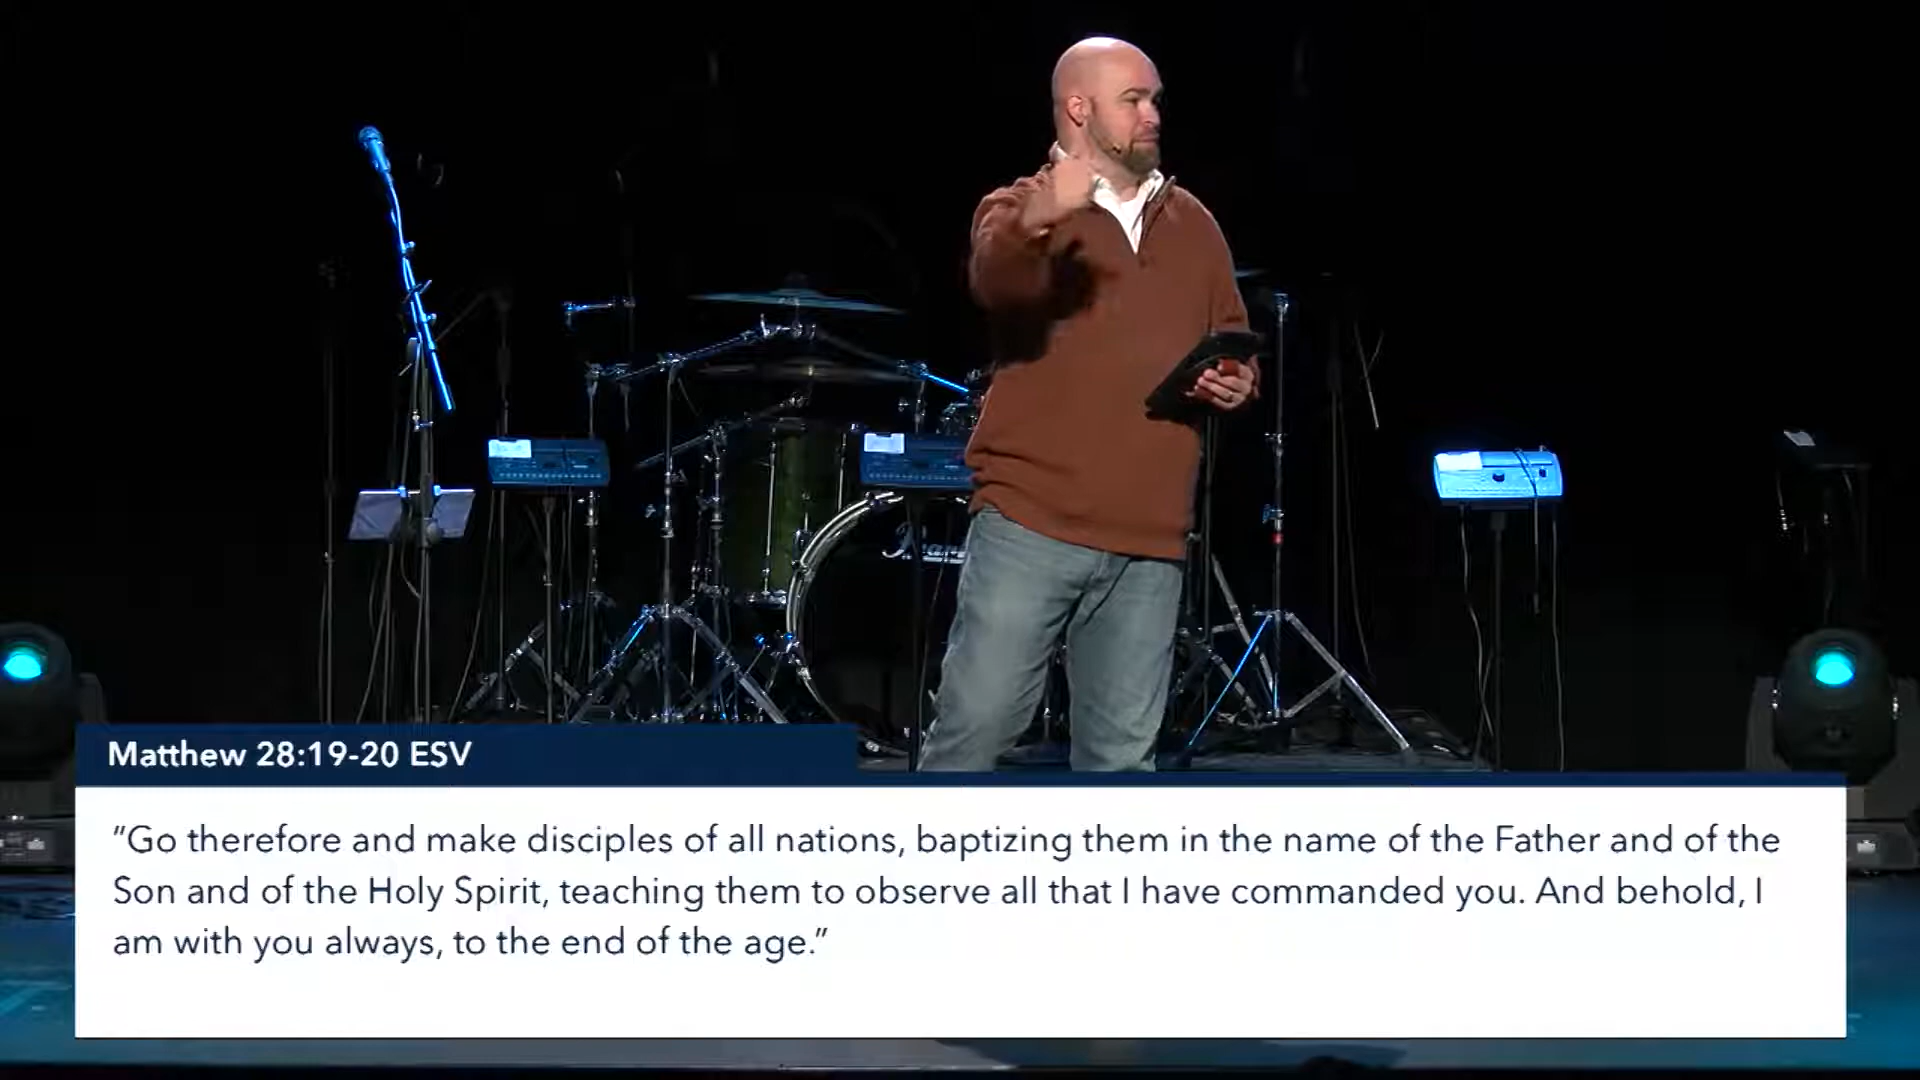 Matthew 28:19-20 ESV
"Go therefore and make disciples of all nations, baptizing them in the name of the Father and of the
Son and of the Holy Spirit, teaching them to observe all that I have commanded you. And behold, I
am with you always, to the end of the age."